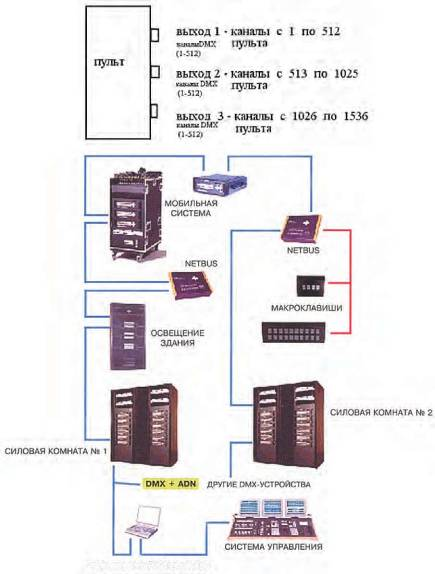 пульт
выход 1 - каналы с 1 по 512
каналы DMX пульта
(1-512)
выход 2 - каналы с 513 по 1025
каналы DMX пульта
(1-512)
выход 3 - каналы с 1026 по 1536
каналы DMX пульта
(1-512)
МОБИЛЬНАЯ
СИСТЕМА
NETBUS
NETBUS
МАКРОКЛАВИШИ
ОСВЕЩЕНИЕ
ЗДАНИЯ
СИЛОВАЯ КОМНАТА № 2
СИЛОВАЯ КОМНАТА № 1
DMX + ADN
ДРУГИЕ DMX-УСТРОЙСТВА
СИСТЕМА УПРАВЛЕНИЯ